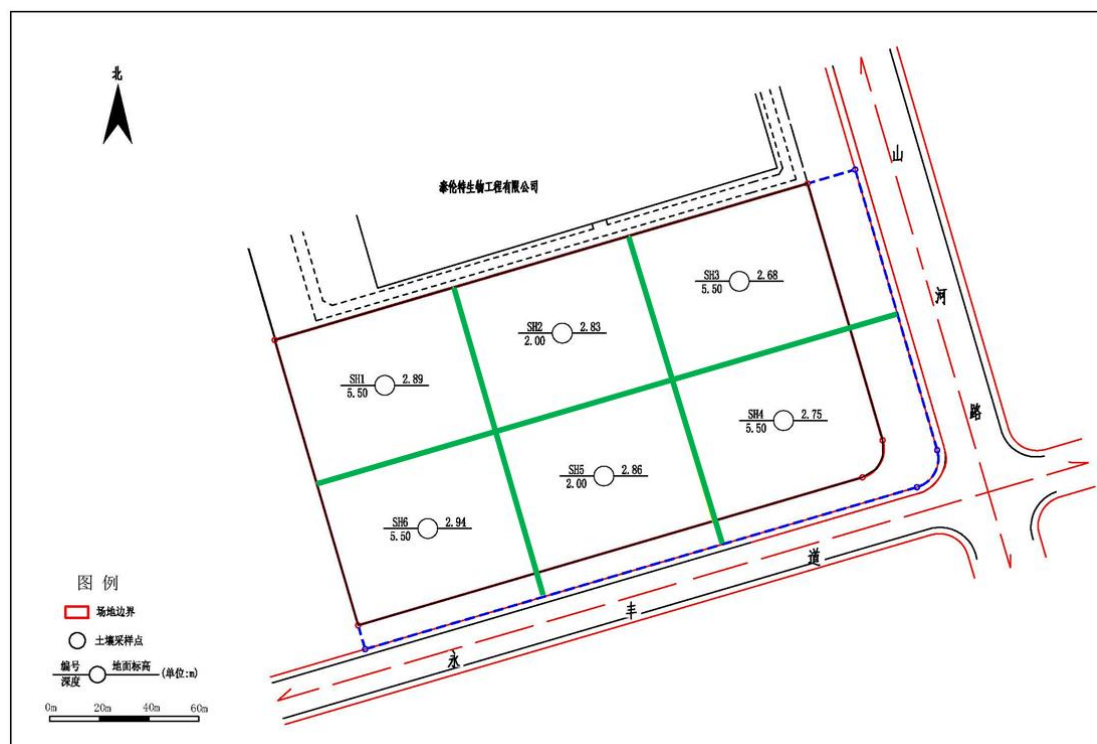 北
泰伦特生物工程有限公司
山
河
路
SH3 2.68
5.50
SH2 2.83
2.00
SH1 2.89
5.50
SH4 2.75
5.50
SH5 2.86
2.00
SH6 2.94
5.50
永
丰
道
图 例
场地边界
土壤采样点
编号 地面标高 (单位:m)
深度
0m 20m 40m 60m